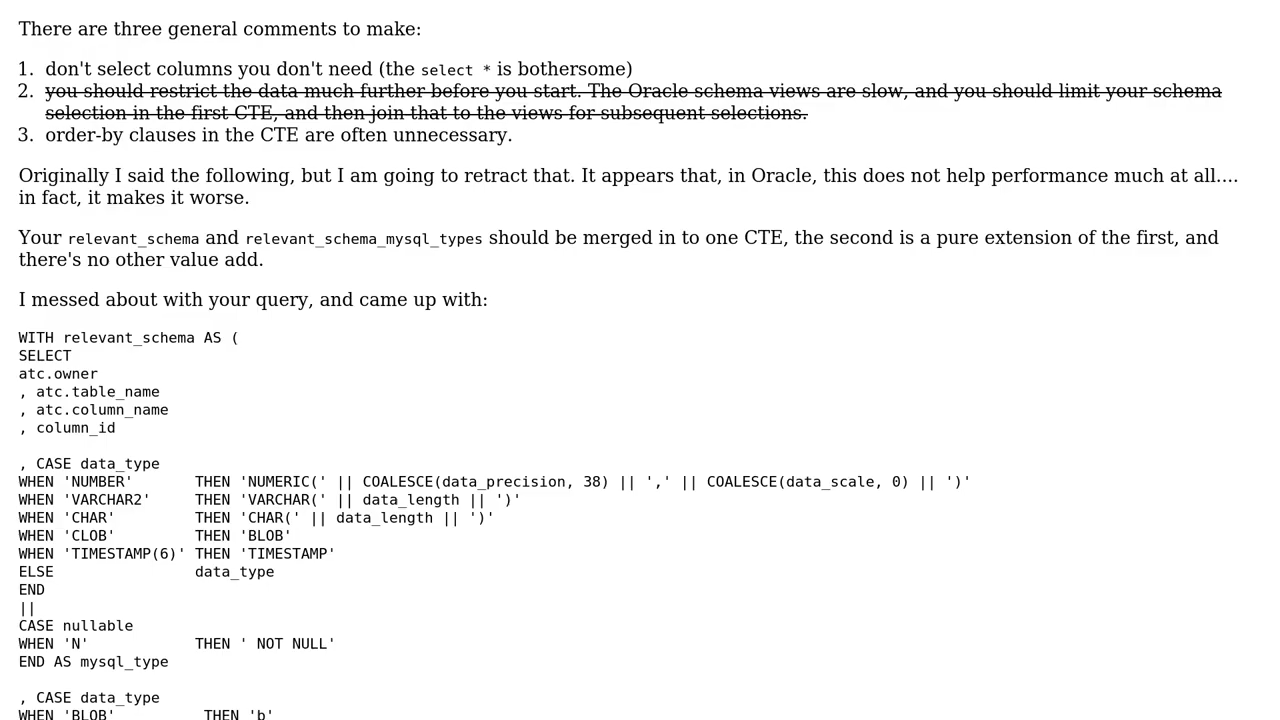 There are three general comments to make:
1. don't select columns you don't need (the select * is bothersome)
2. you should restrict the data much further before you start. The Oracle schema views are slow, and you should limit your schema
selection in the first CTE, and then join that to the views for subsequent selections.
3. order-by clauses in the CTE are often unnecessary.
Originally I said the following, but I am going to retract that. It appears that, in Oracle, this does not help performance much at all....
in fact, it makes it worse.
Your relevant_schema and relevant_schema_mysql_types should be merged in to one CTE, the second is a pure extension of the first, and
there's no other value add.
I messed about with your query, and came up with:
WITH relevant_schema AS (
SELECT
atc.owner
, atc.table_name
, atc.column_name
, column_id
, CASE data_type
WHEN 'NUMBER'       THEN 'NUMERIC(' || COALESCE(data_precision, 38) || ',' || COALESCE(data_scale, 0) || ')'
WHEN 'VARCHAR2'     THEN 'VARCHAR(' || data_length || ')'
WHEN 'CHAR'         THEN 'CHAR(' || data_length || ')'
WHEN 'CLOB'         THEN 'BLOB'
WHEN 'TIMESTAMP(6)' THEN 'TIMESTAMP'
ELSE                data_type
END
||
CASE nullable
WHEN 'N'            THEN ' NOT NULL'
END AS mysql_type
, CASE data_type
WHEN 'BLOB'          THEN 'b'